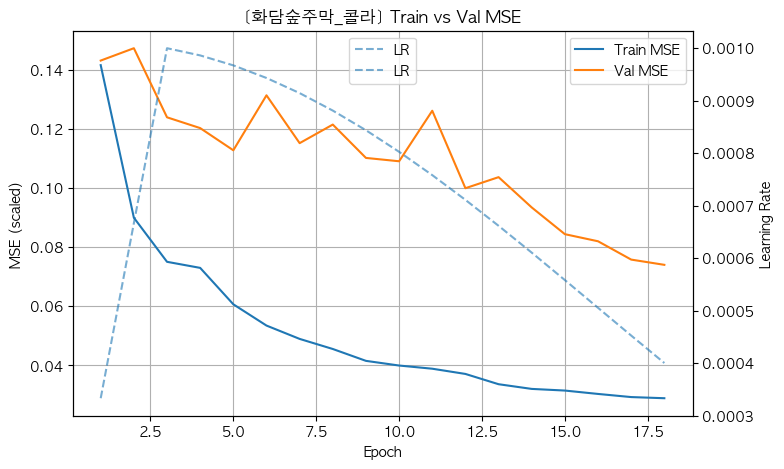 [화담숲주막_콜라] Train vs Val MSE
LR
LR
Train MSE
Val MSE
MSE (scaled)
0.14
0.12
0.10
0.08
0.06
0.04
0.0010
0.0009
0.0008
0.0007
0.0006
0.0005
0.0004
0.0003
Learning Rate
2.5
5.0
7.5
10.0
12.5
15.0
17.5
Epoch